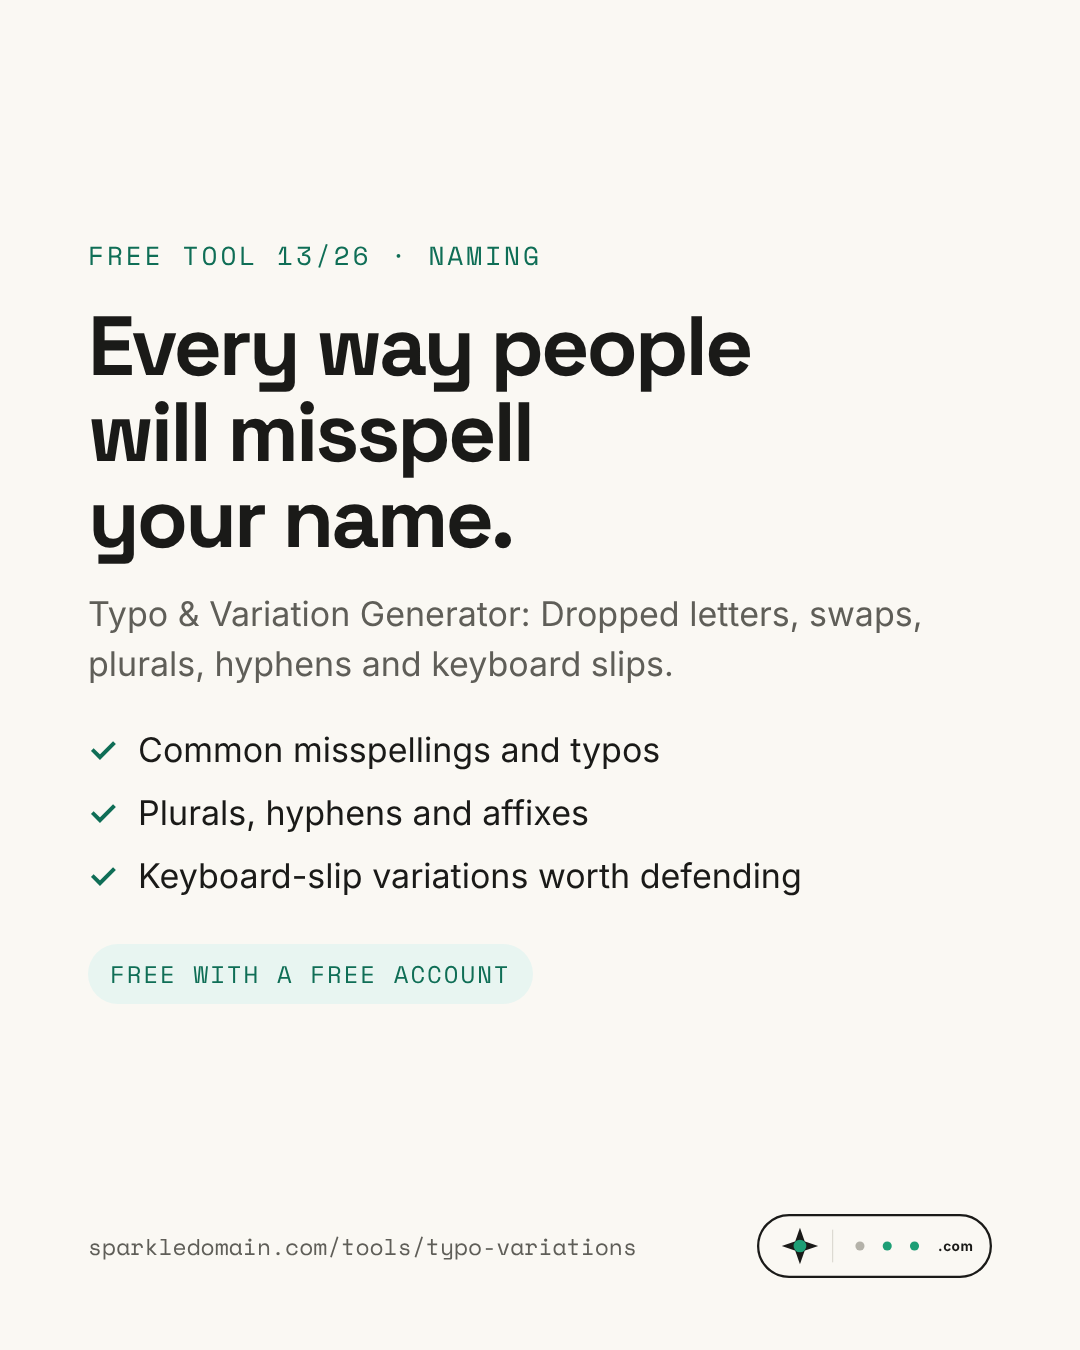 FREE TOOL 13/26 · NAMING
Every way people
will misspell
your name.
Typo & Variation Generator: Dropped letters, swaps,
plurals, hyphens and keyboard slips.
Common misspellings and typos
Plurals, hyphens and affixes
Keyboard-slip variations worth defending
FREE WITH A FREE ACCOUNT
sparkledomain.com/tools/typo-variations
.com